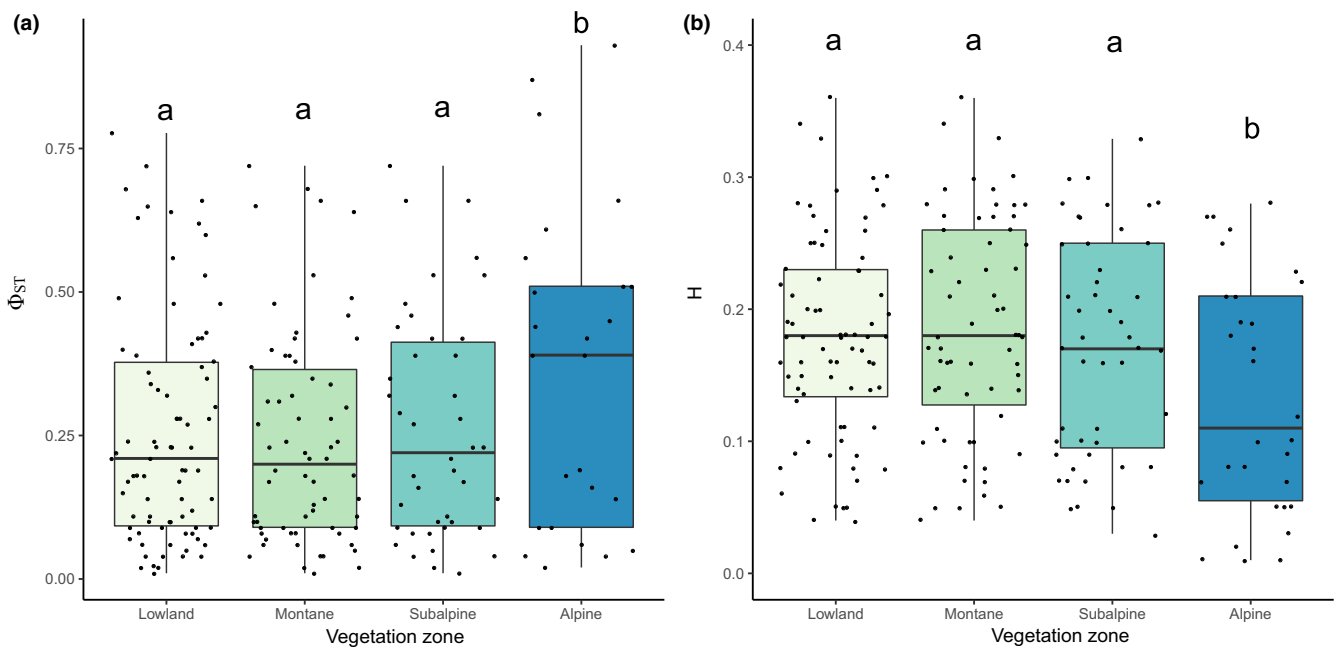 (a)
b
a a a
0.75
0.50
0.25
0.00
ΦST
Lowland Montane Subalpine Alpine
Vegetation zone
(b)
a a a
b
0.4
0.3
0.2
0.1
0.0
H
Lowland Montane Subalpine Alpine
Vegetation zone